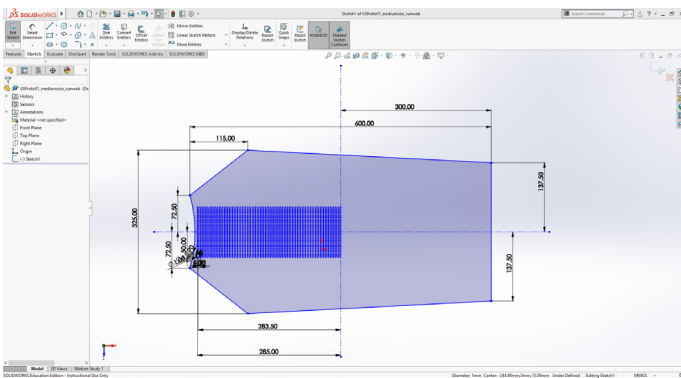 SOLIDWORKS
Sketch1 of 03Proto01_mediumsize_sunweb *
Search Commands
Exit Sketch
Smart Dimension
Trim Entities
Convert Entities
Offset Entities
Mirror Entities
Linear Sketch Pattern
Move Entities
Display/Delete Relations
Repair Sketch
Quick Snaps
Rapid Sketch
Instant2D
Shaded Sketch Contours
Features Sketch Evaluate DimXpert Render Tools SOLIDWORKS Add-Ins SOLIDWORKS MBD
03Proto01_mediumsize_sunweb (De
History
Sensors
Annotations
Material <not specified>
Front Plane
Top Plane
Right Plane
Origin
(-) Sketch1
300,00
600,00
115,00
325,00
72,50
72,50
50,00
137,50
137,50
283,50
285,00
Model 3D Views Motion Study 1
SOLIDWORKS Education Edition - Instructional Use Only
Under Defined Editing Sketch1 MMGS